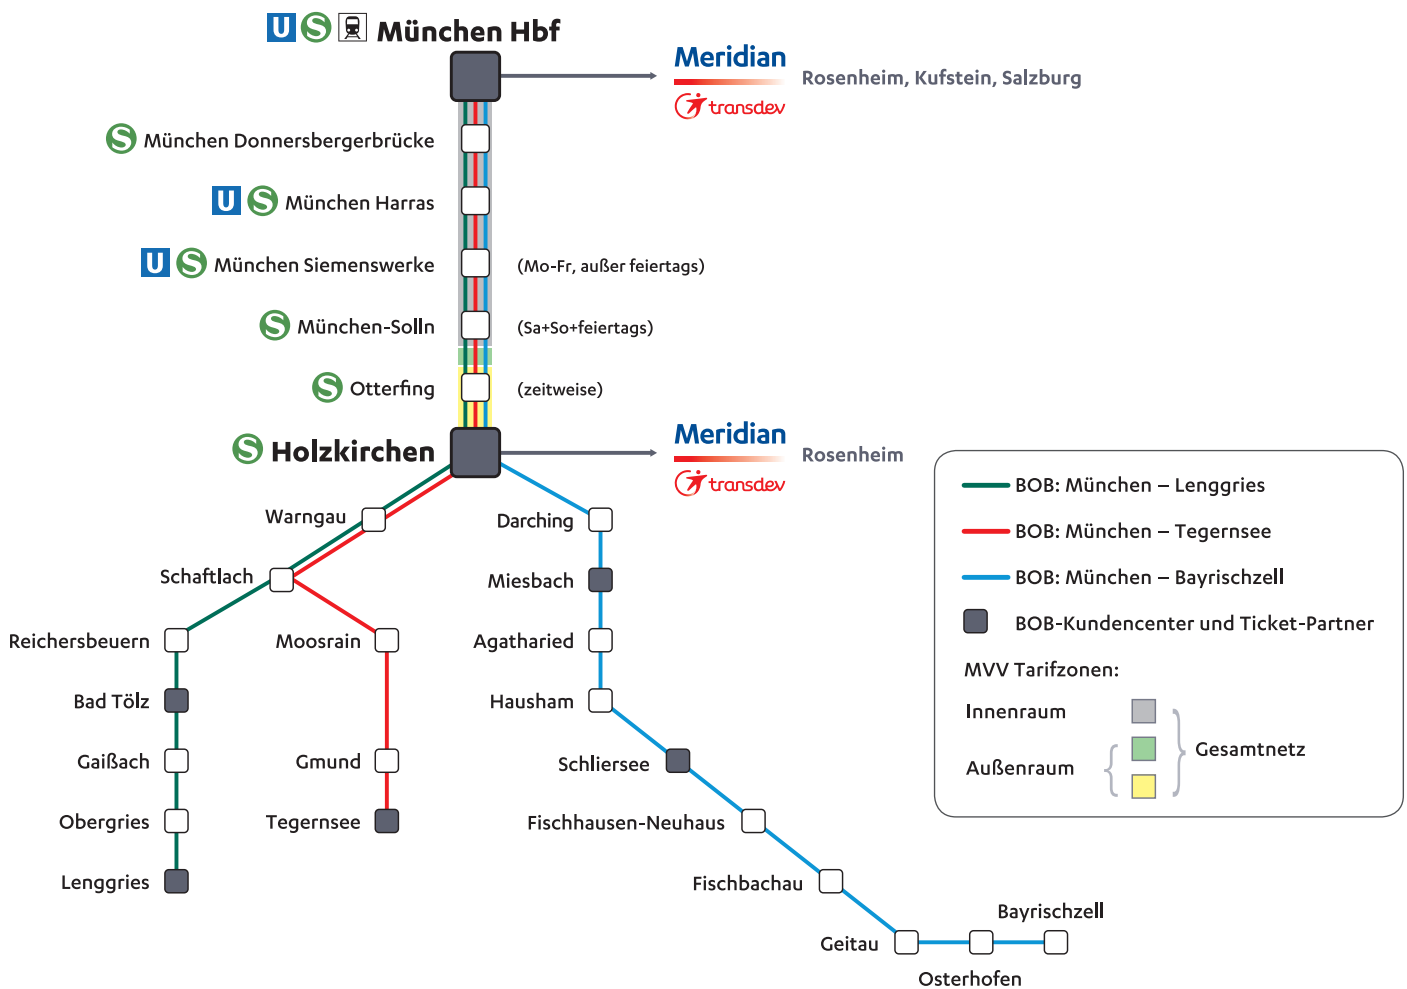 U S München Hbf
Meridian
transdev
Rosenheim, Kufstein, Salzburg
S München Donnersbergerbrücke
U S München Harras
U S München Siemenswerke (Mo-Fr, außer feiertags)
S München-Solln (Sa+So+feiertags)
S Otterfing (zeitweise)
S Holzkirchen
Meridian
transdev
Rosenheim
Warngau
Darching
Schaftlach
Miesbach
Reichersbeuern
Moosrain
Agatharied
Bad Tölz
Hausham
Gaißach
Gmund
Schliersee
Obergries
Tegernsee
Fischhausen-Neuhaus
Lenggries
Fischbachau
Bayrischzell
Geitau
Osterhofen
BOB: München – Lenggries
BOB: München – Tegernsee
BOB: München – Bayrischzell
BOB-Kundencenter und Ticket-Partner
MVV Tarifzonen:
Innenraum
Gesamtnetz
Außenraum